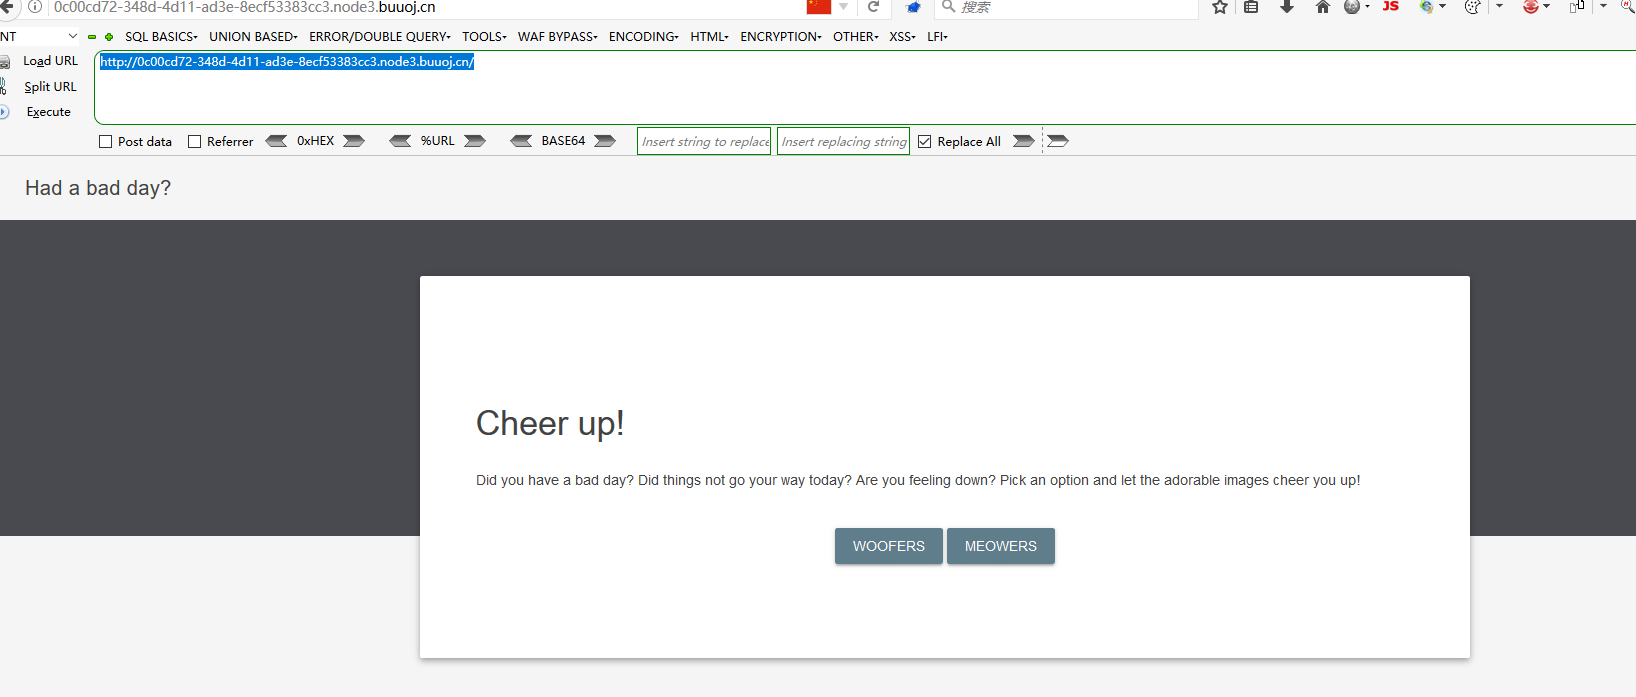 0c00cd72-348d-4d11-ad3e-8ecf53383cc3.node3.buuoj.cn
搜索
JS
NT
SQL BASICS
UNION BASED
ERROR/DOUBLE QUERY
TOOLS
WAF BYPASS
ENCODING
HTML
ENCRYPTION
OTHER
XSS
LFI
Load URL
http://0c00cd72-348d-4d11-ad3e-8ecf53383cc3.node3.buuoj.cn/
Split URL
Execute
Post data
Referrer
0xHEX
%URL
BASE64
Insert string to replace
Insert replacing string
Replace All
Had a bad day?
Cheer up!
Did you have a bad day? Did things not go your way today? Are you feeling down? Pick an option and let the adorable images cheer you up!
WOOFERS
MEOWERS